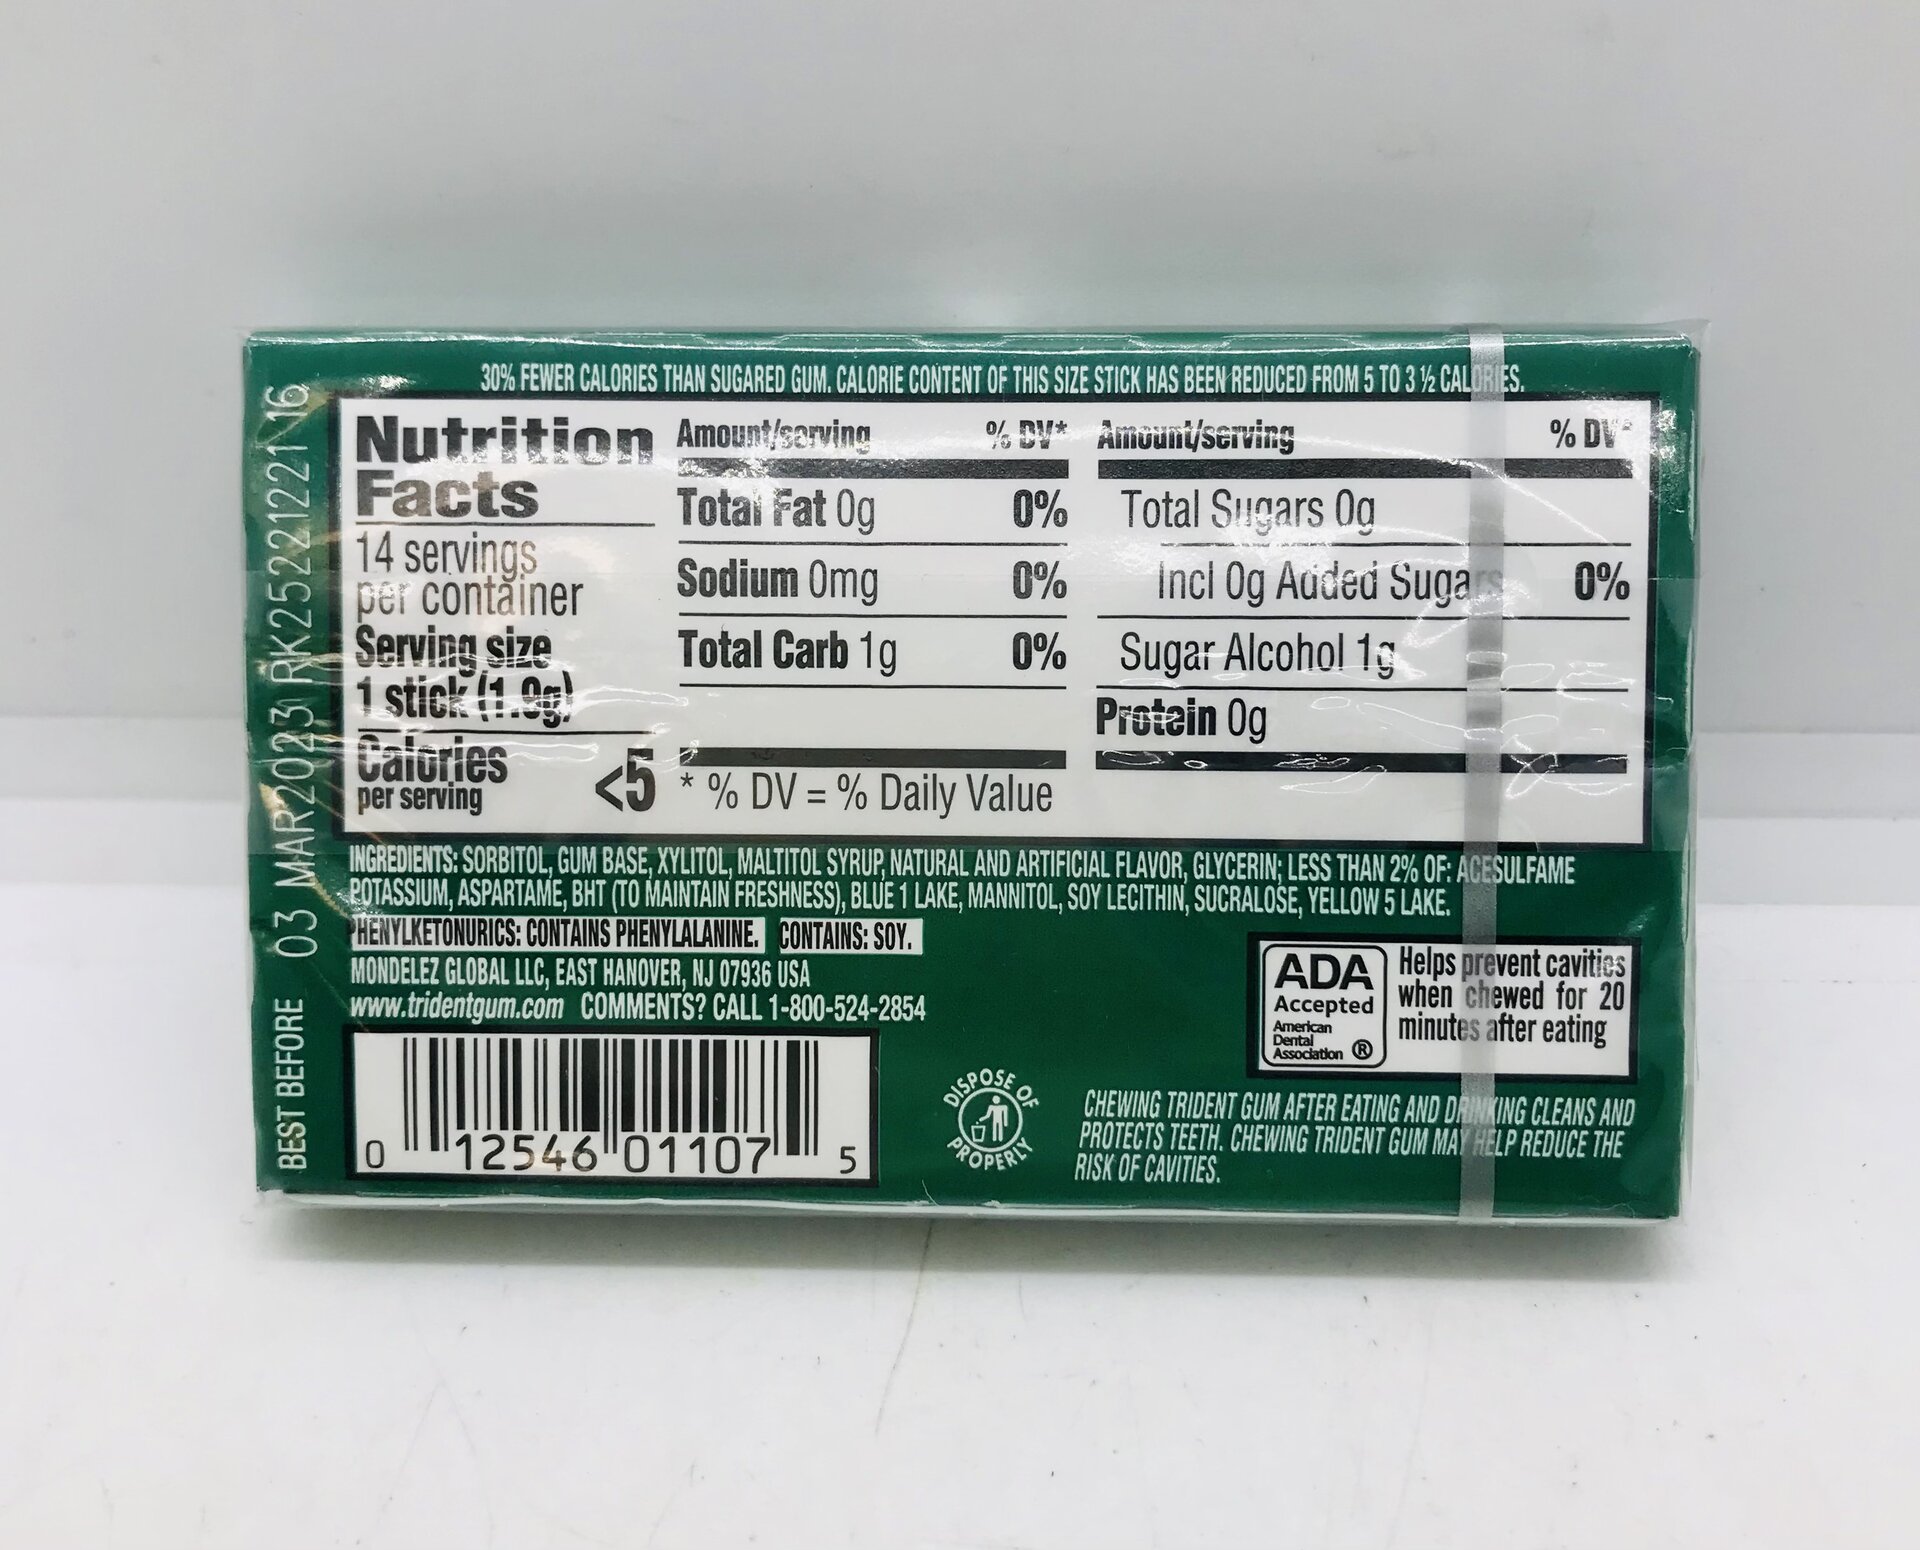 30% FEWER CALORIES THAN SUGARED GUM. CALORIE CONTENT OF THIS SIZE STICK HAS BEEN REDUCED FROM 5 TO 3 ½ CALORIES.
Nutrition
Facts
14 servings
per container
Serving size
1 stick (1.9g)
Calories
per serving <5
Amount/serving % DV*
Total Fat 0g 0%
Sodium 0mg 0%
Total Carb 1g 0%
* % DV = % Daily Value
Amount/serving % DV*
Total Sugars 0g
Incl 0g Added Sugars 0%
Sugar Alcohol 1g
Protein 0g
INGREDIENTS: SORBITOL, GUM BASE, XYLITOL, MALTITOL SYRUP, NATURAL AND ARTIFICIAL FLAVOR, GLYCERIN; LESS THAN 2% OF: ACESULFAME
POTASSIUM, ASPARTAME, BHT (TO MAINTAIN FRESHNESS), BLUE 1 LAKE, MANNITOL, SOY LECITHIN, SUCRALOSE, YELLOW 5 LAKE.
PHENYLKETONURICS: CONTAINS PHENYLALANINE. CONTAINS: SOY.
MONDELEZ GLOBAL LLC, EAST HANOVER, NJ 07936 USA
www.tridentgum.com COMMENTS? CALL 1-800-524-2854
0 12546 01107 5
DISPOSE OF
PROPERLY
ADA
Accepted
American
Dental
Association ®
Helps prevent cavities
when chewed for 20
minutes after eating
CHEWING TRIDENT GUM AFTER EATING AND DRINKING CLEANS AND
PROTECTS TEETH. CHEWING TRIDENT GUM MAY HELP REDUCE THE
RISK OF CAVITIES.
BEST BEFORE 03 MAR 2023 RK252212 21 16